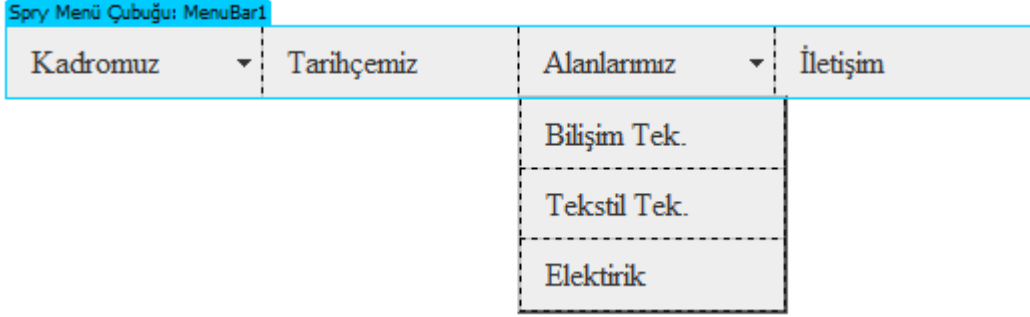 Spry Menü Çubuğu: MenuBar1
Kadromuz Tarihçemiz Alanlarımız İletişim
Bilişim Tek.
Tekstil Tek.
Elektirik